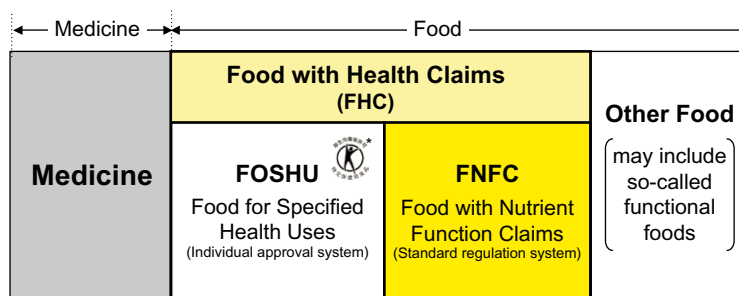 Medicine
Food
Food with Health Claims
(FHC)
Medicine
FOSHU
*
Food for Specified
Health Uses
(Individual approval system)
FNFC
Food with Nutrient
Function Claims
(Standard regulation system)
Other Food
may include
so-called
functional
foods